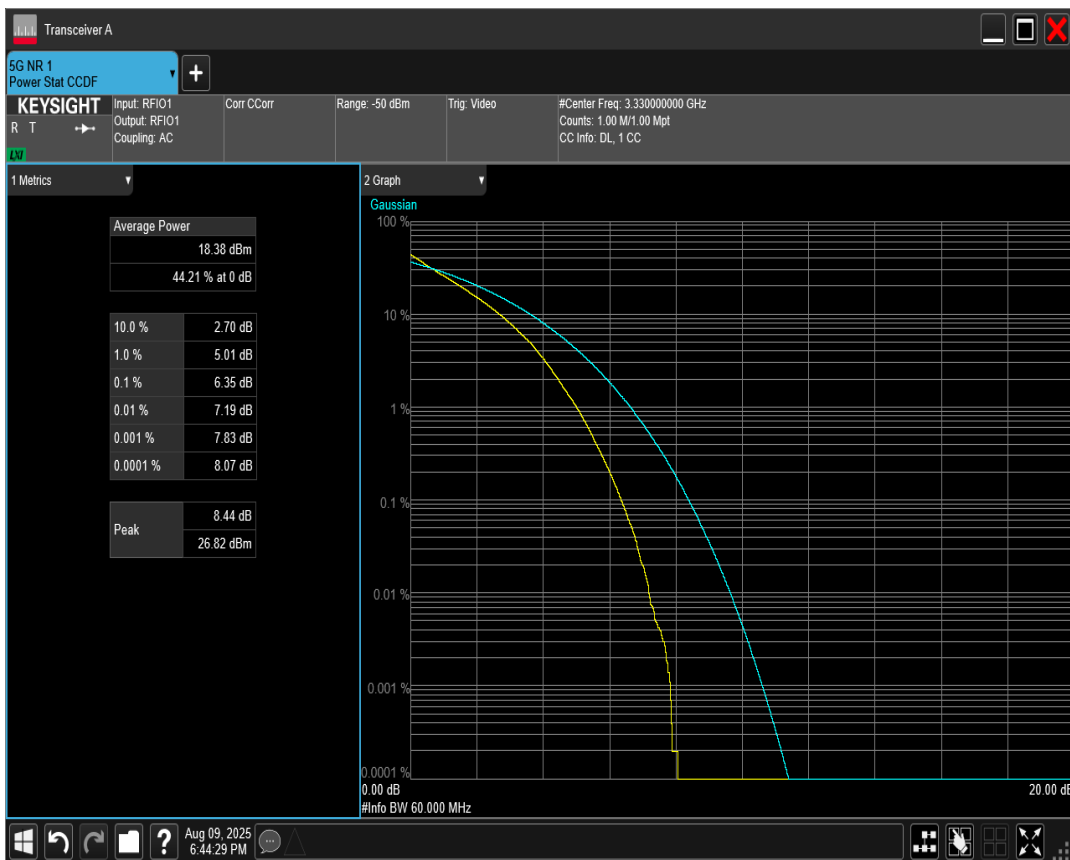 Transceiver A
5G NR 1
Power Stat CCDF
+
KEYSIGHT
R T
LXI
Input: RFIO1
Output: RFIO1
Coupling: AC
Corr CCorr
Range: -50 dBm
Trig: Video
#Center Freq: 3.330000000 GHz
Counts: 1.00 M/1.00 Mpt
CC Info: DL, 1 CC
1 Metrics
Average Power
18.38 dBm
44.21 % at 0 dB
10.0 % 2.70 dB
1.0 % 5.01 dB
0.1 % 6.35 dB
0.01 % 7.19 dB
0.001 % 7.83 dB
0.0001 % 8.07 dB
Peak
8.44 dB
26.82 dBm
2 Graph
Gaussian
100 %
10 %
1 %
0.1 %
0.01 %
0.001 %
0.0001 %
0.00 dB 20.00 dB
#Info BW 60.000 MHz
?
Aug 09, 2025
6:44:29 PM